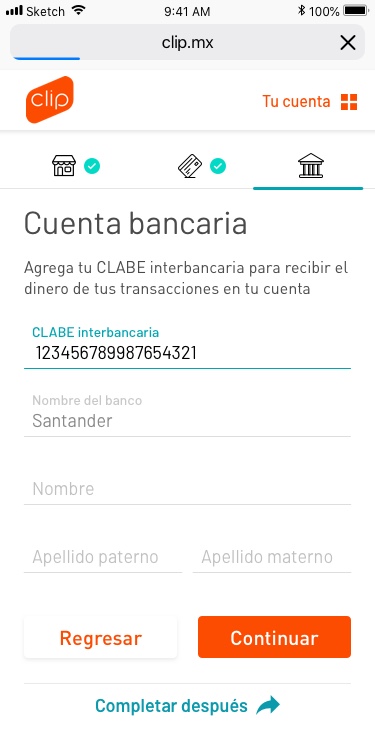 Sketch 9:41 AM 100%
clip.mx
clip Tu cuenta
Cuenta bancaria
Agrega tu CLABE interbancaria para recibir el
dinero de tus transacciones en tu cuenta
CLABE interbancaria
123456789987654321
Nombre del banco
Santander
Nombre
Apellido paterno Apellido materno
Regresar Continuar
Completar después